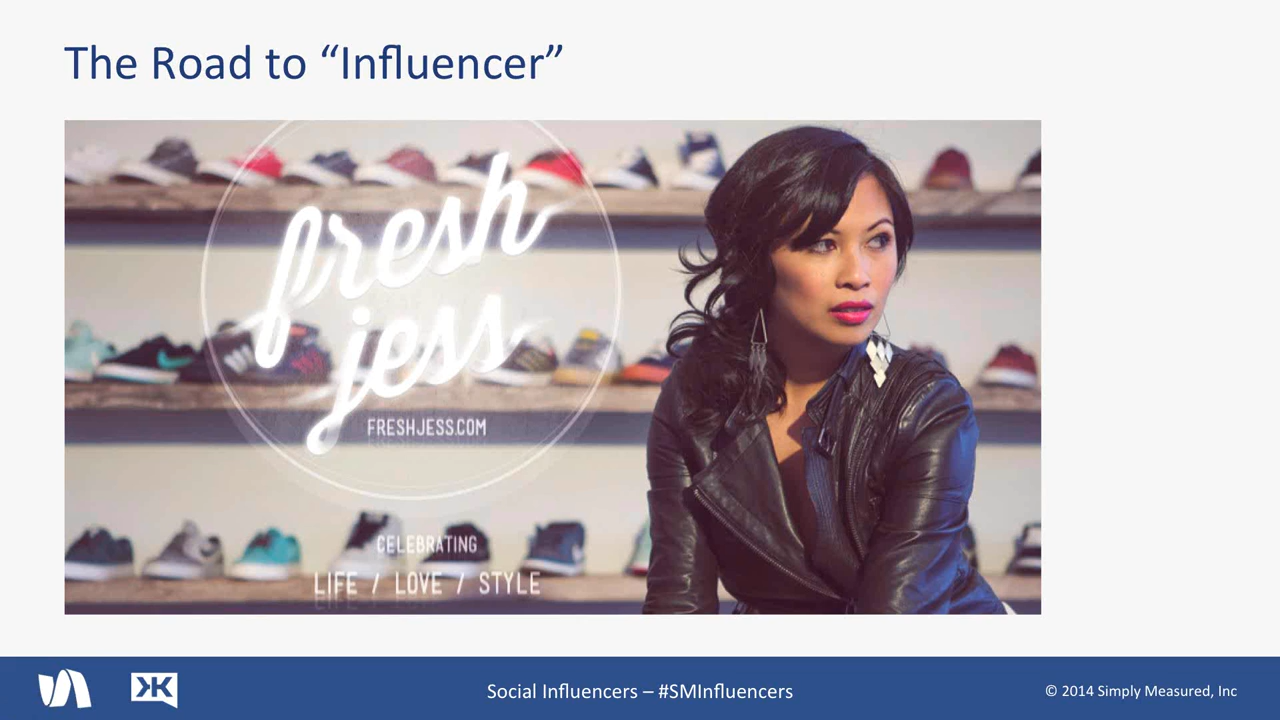 The Road to “Influencer”
fresh
jess
FRESHJESS.COM
CELEBRATING
LIFE / LOVE / STYLE
Social Influencers – #SMInfluencers
© 2014 Simply Measured, Inc